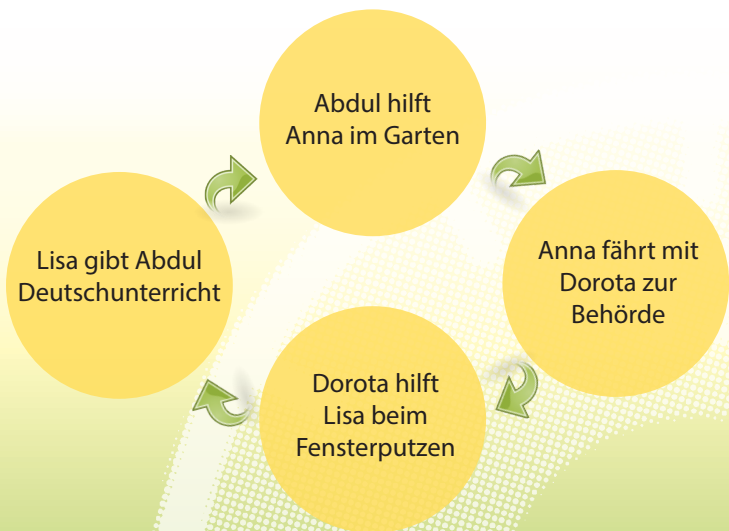 Abdul hilft
Anna im Garten
Anna fährt mit
Dorota zur
Behörde
Dorota hilft
Lisa beim
Fensterputzen
Lisa gibt Abdul
Deutschunterricht